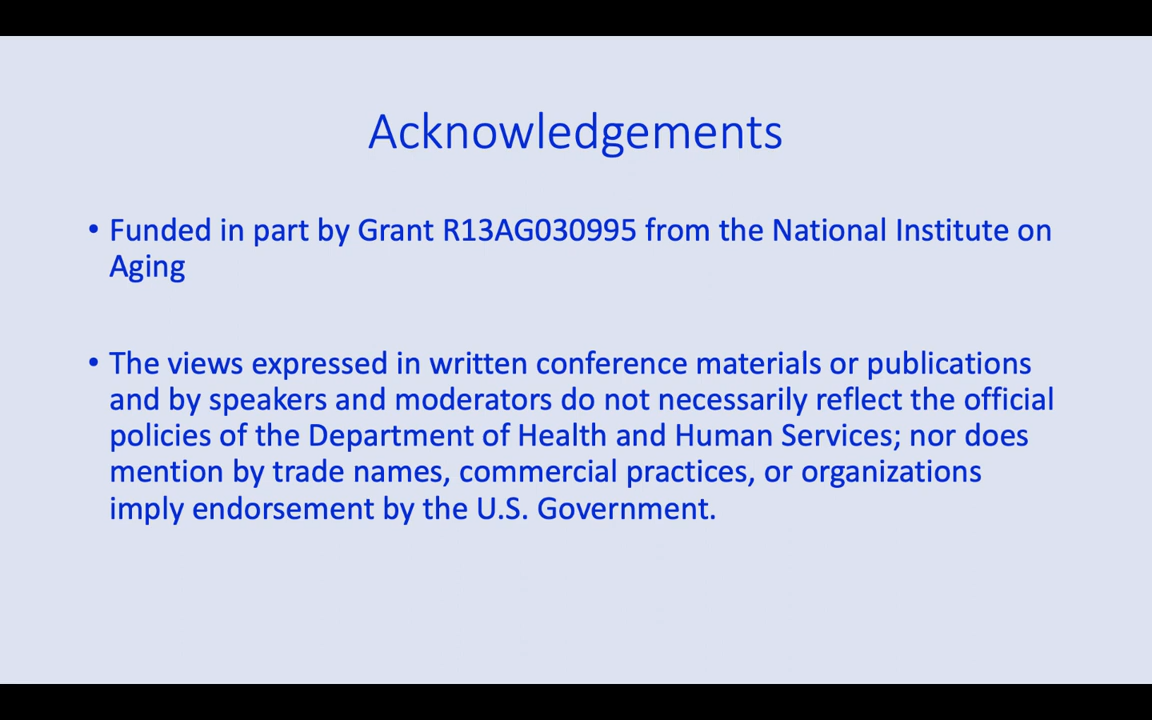 Acknowledgements
• Funded in part by Grant R13AG030995 from the National Institute on
Aging
• The views expressed in written conference materials or publications
and by speakers and moderators do not necessarily reflect the official
policies of the Department of Health and Human Services; nor does
mention by trade names, commercial practices, or organizations
imply endorsement by the U.S. Government.